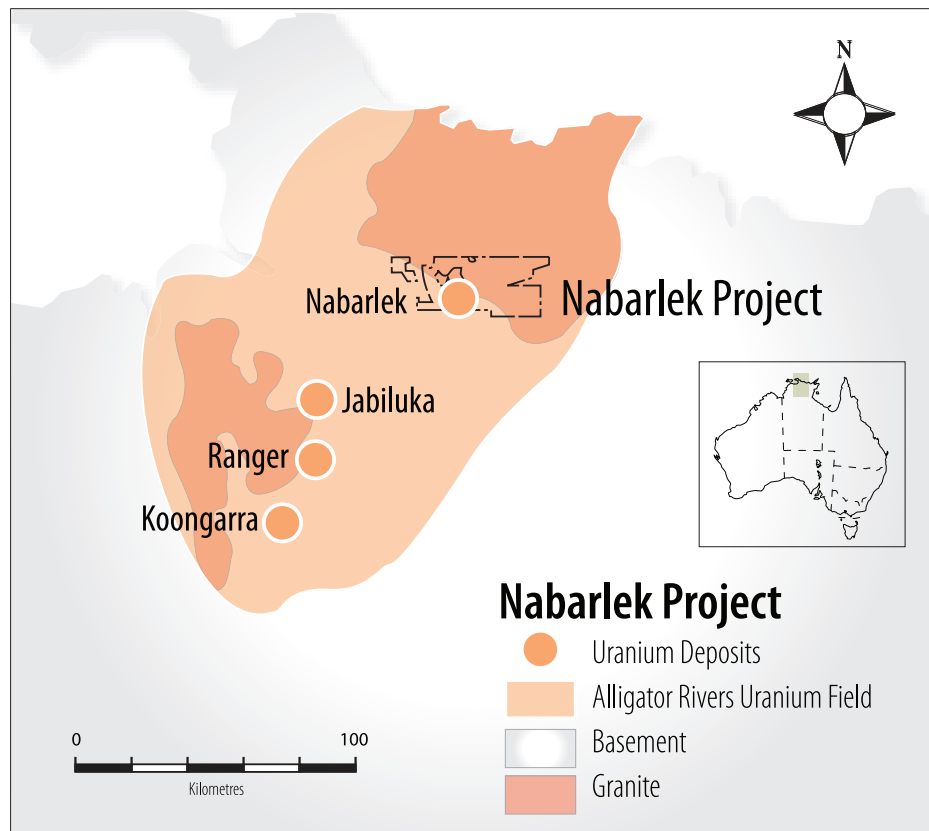 N
Nabarlek
Nabarlek Project
Jabiluka
Ranger
Koongarra
Nabarlek Project
Uranium Deposits
Alligator Rivers Uranium Field
Basement
Granite
0 100
Kilometres